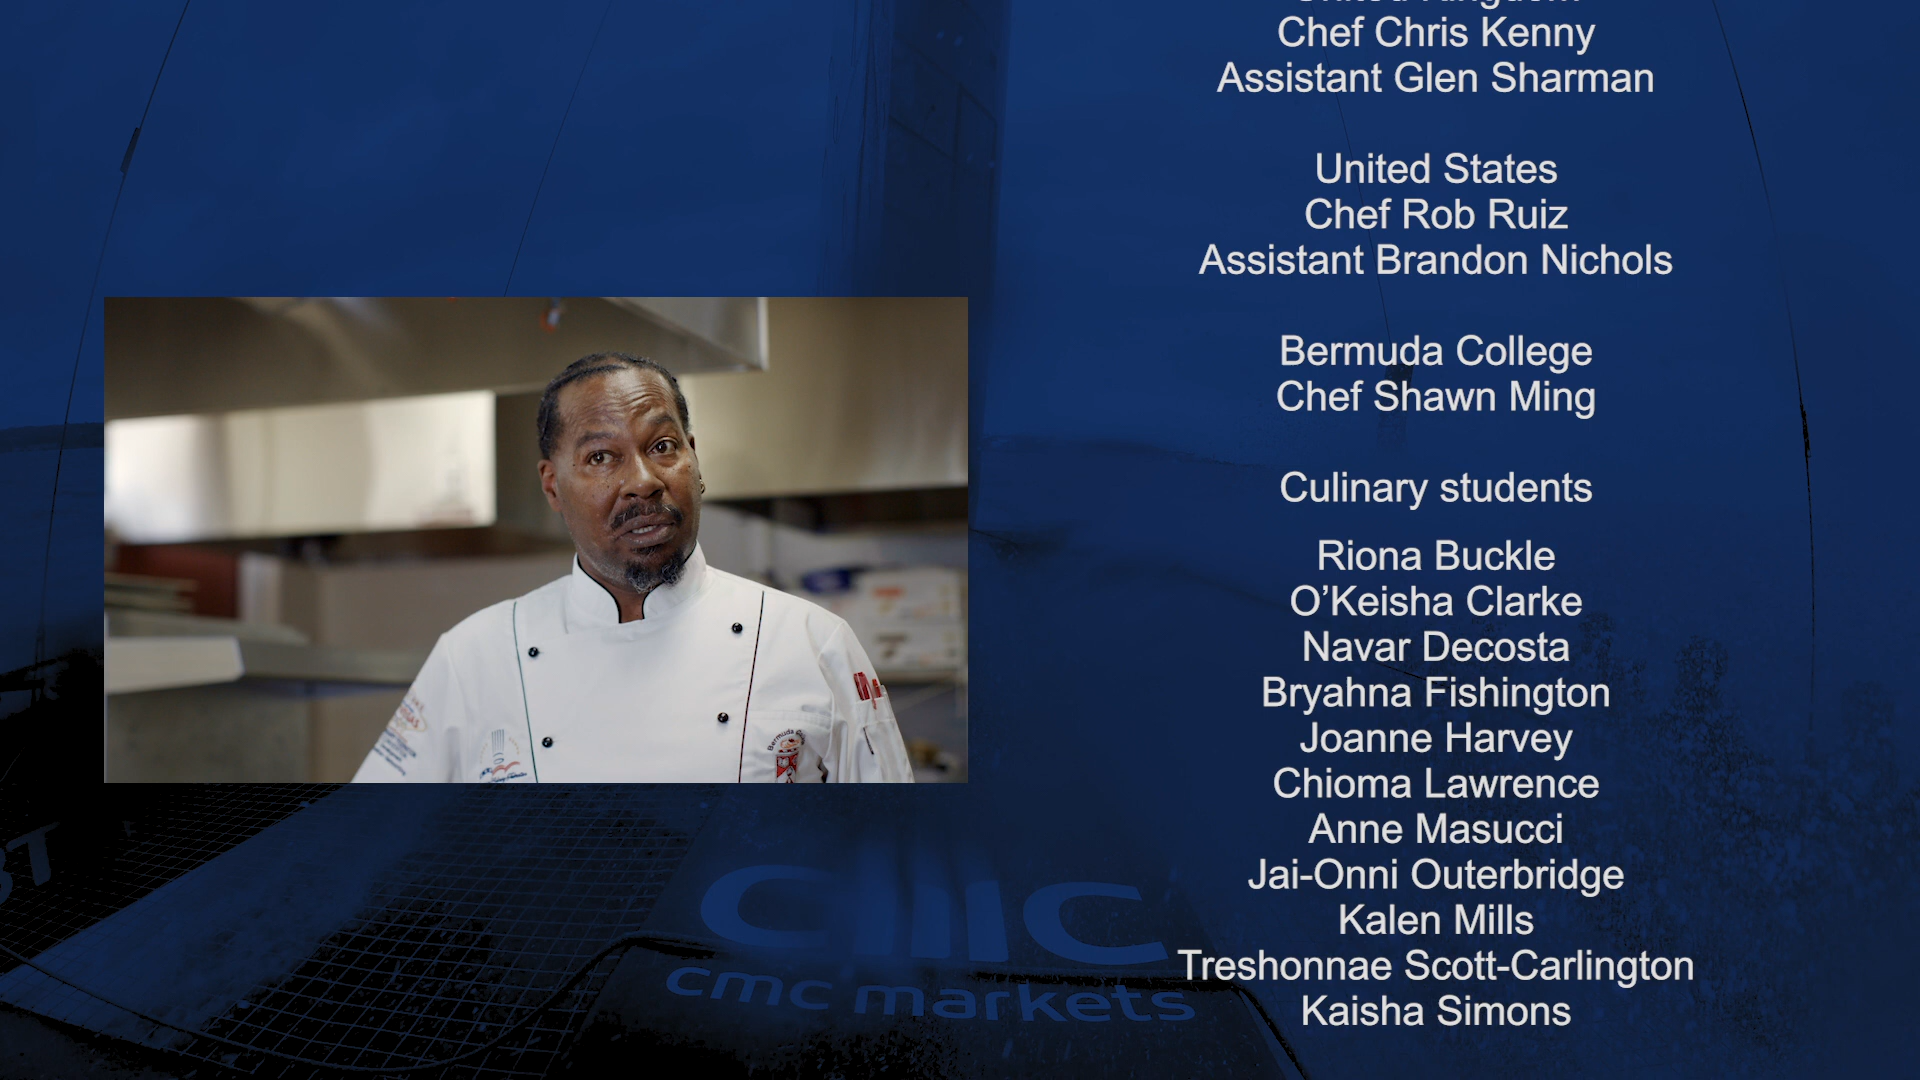 Chef Chris Kenny
Assistant Glen Sharman
United States
Chef Rob Ruiz
Assistant Brandon Nichols
Bermuda College
Chef Shawn Ming
Culinary students
Riona Buckle
O’Keisha Clarke
Navar Decosta
Bryahna Fishington
Joanne Harvey
Chioma Lawrence
Anne Masucci
Jai-Onni Outerbridge
Kalen Mills
Treshonnae Scott-Carlington
Kaisha Simons
Bermuda
cmc
cmc markets